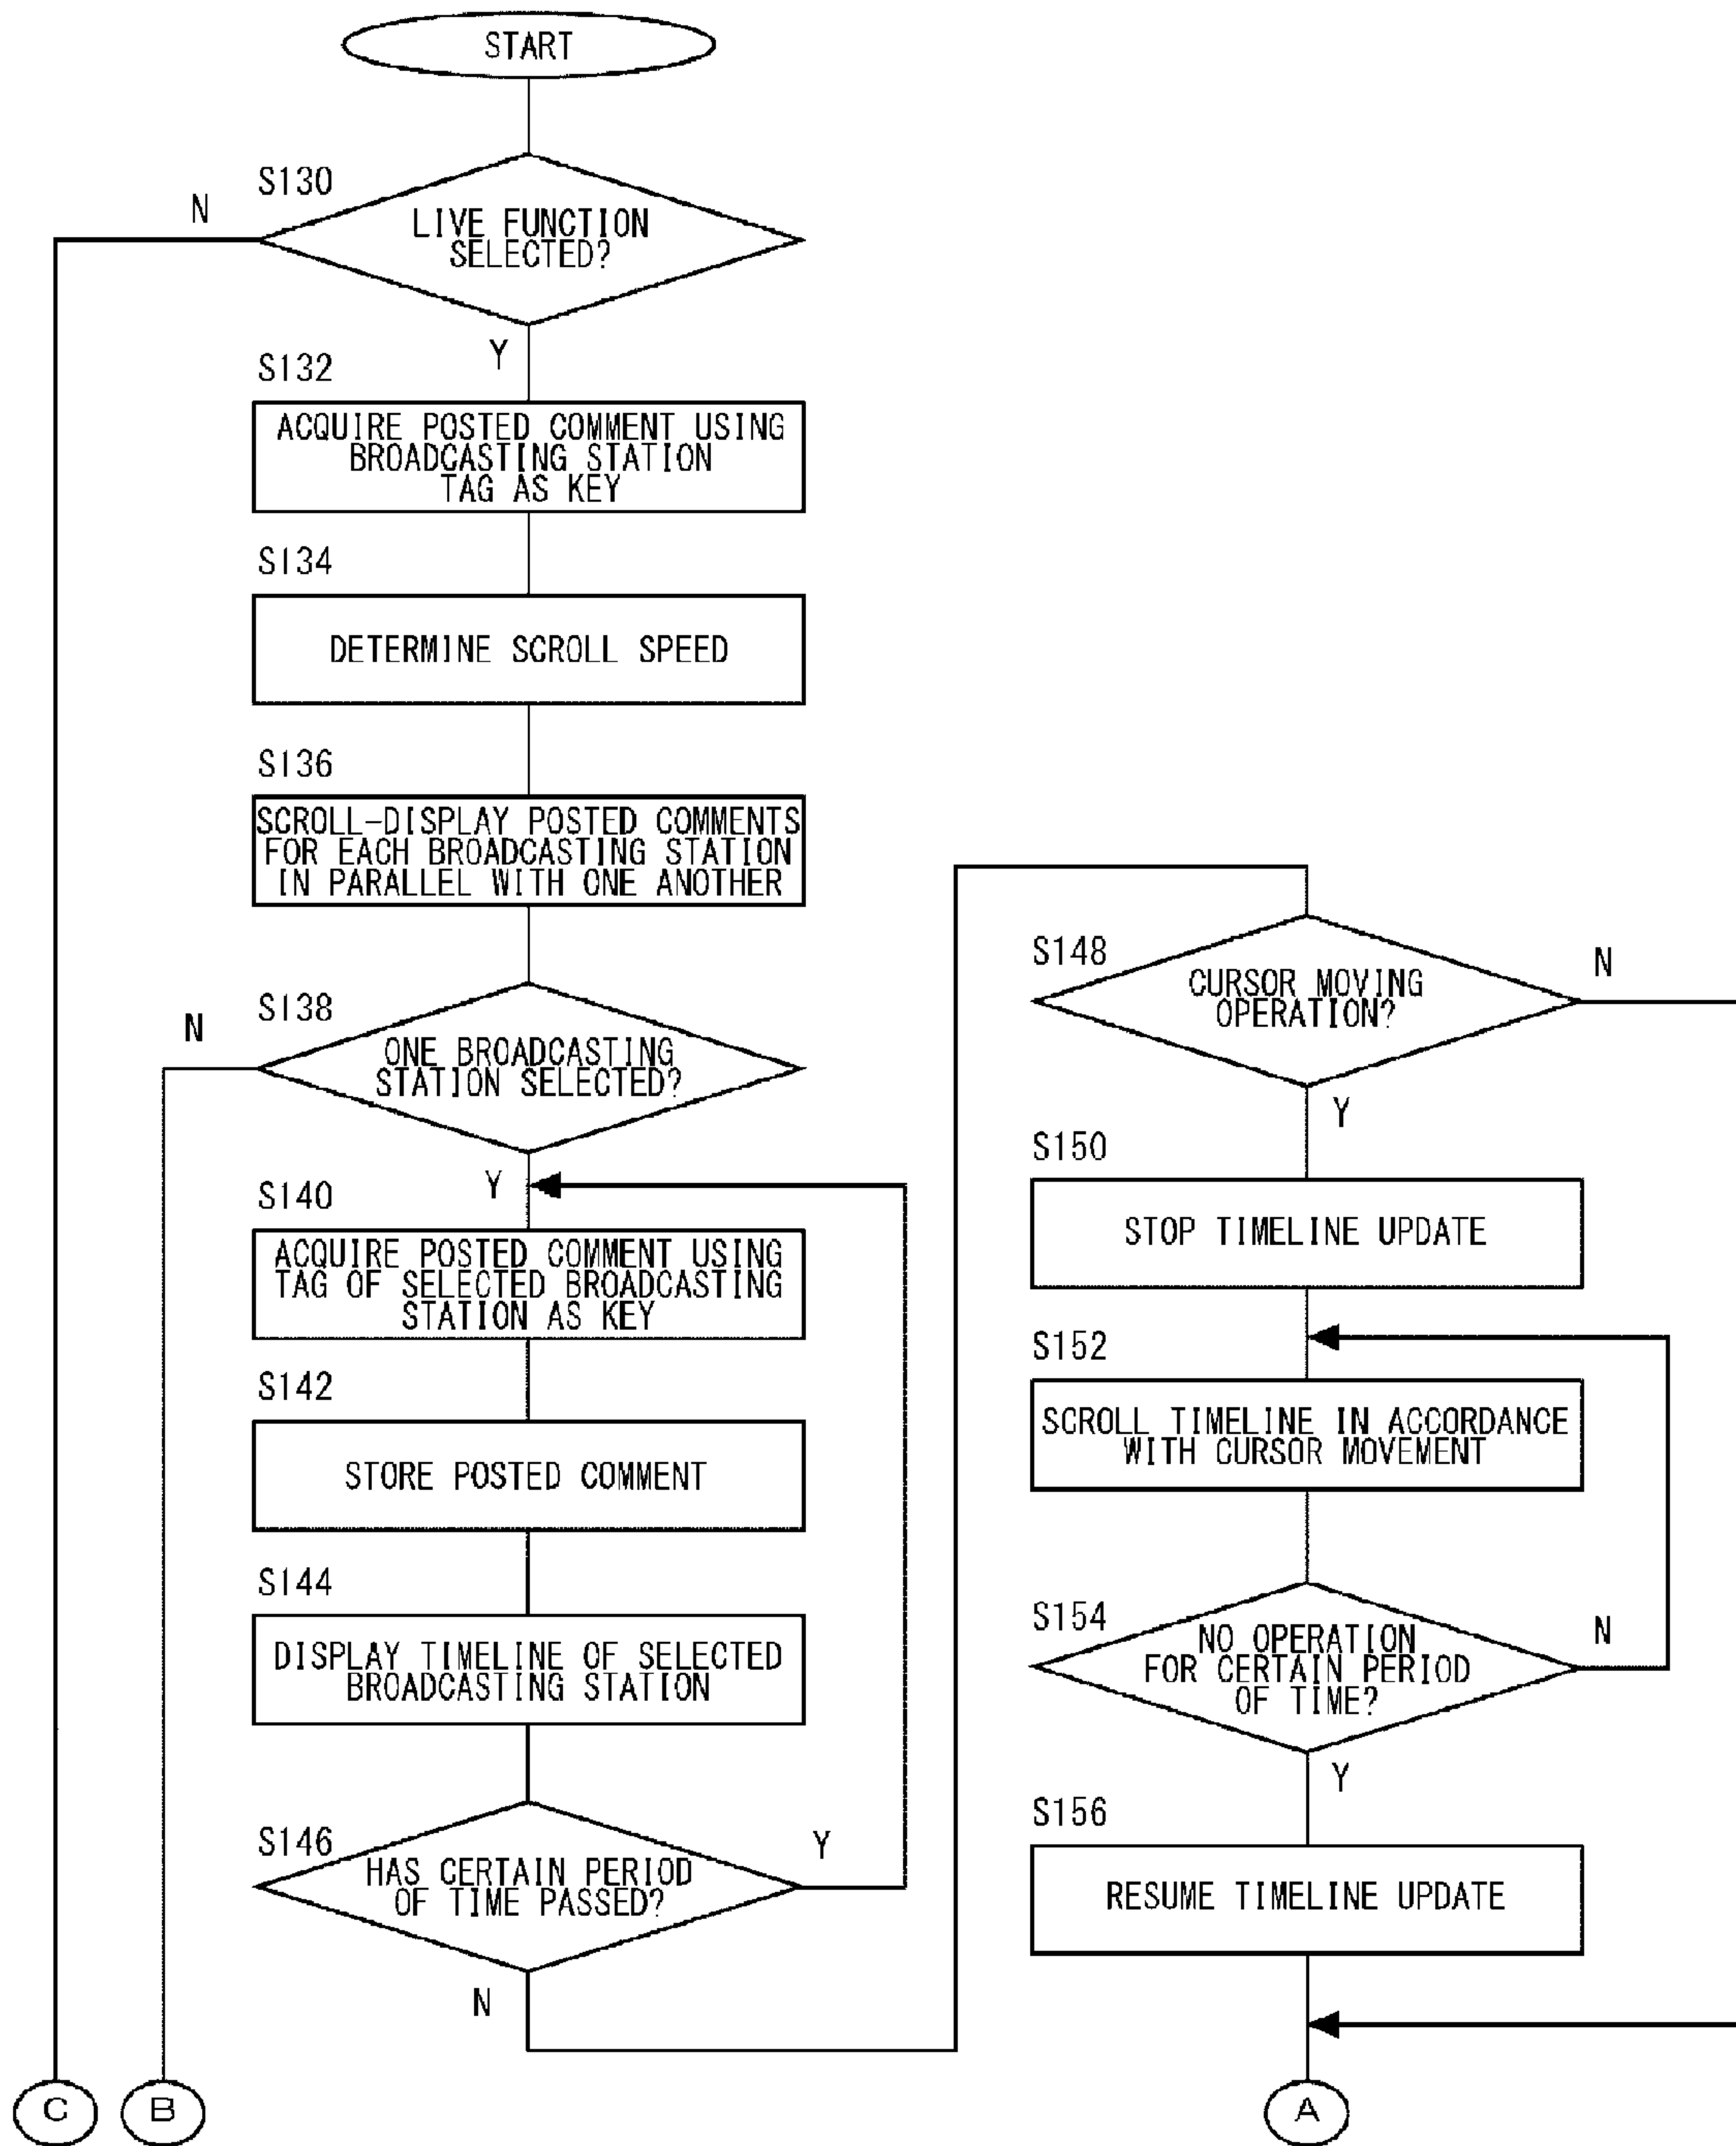 START
S130
N
LIVE FUNCTION
SELECTED?
Y
S132
ACQUIRE POSTED COMMENT USING
BROADCASTING STATION
TAG AS KEY
S134
DETERMINE SCROLL SPEED
S136
SCROLL-DISPLAY POSTED COMMENTS
FOR EACH BROADCASTING STATION
IN PARALLEL WITH ONE ANOTHER
S138
N
ONE BROADCASTING
STATION SELECTED?
Y
S140
ACQUIRE POSTED COMMENT USING
TAG OF SELECTED BROADCASTING
STATION AS KEY
S142
STORE POSTED COMMENT
S144
DISPLAY TIMELINE OF SELECTED
BROADCASTING STATION
S146
HAS CERTAIN PERIOD
OF TIME PASSED?
Y
N
S148
CURSOR MOVING
OPERATION?
N
Y
S150
STOP TIMELINE UPDATE
S152
SCROLL TIMELINE IN ACCORDANCE
WITH CURSOR MOVEMENT
S154
NO OPERATION
FOR CERTAIN PERIOD
OF TIME?
N
Y
S156
RESUME TIMELINE UPDATE
C
B
A